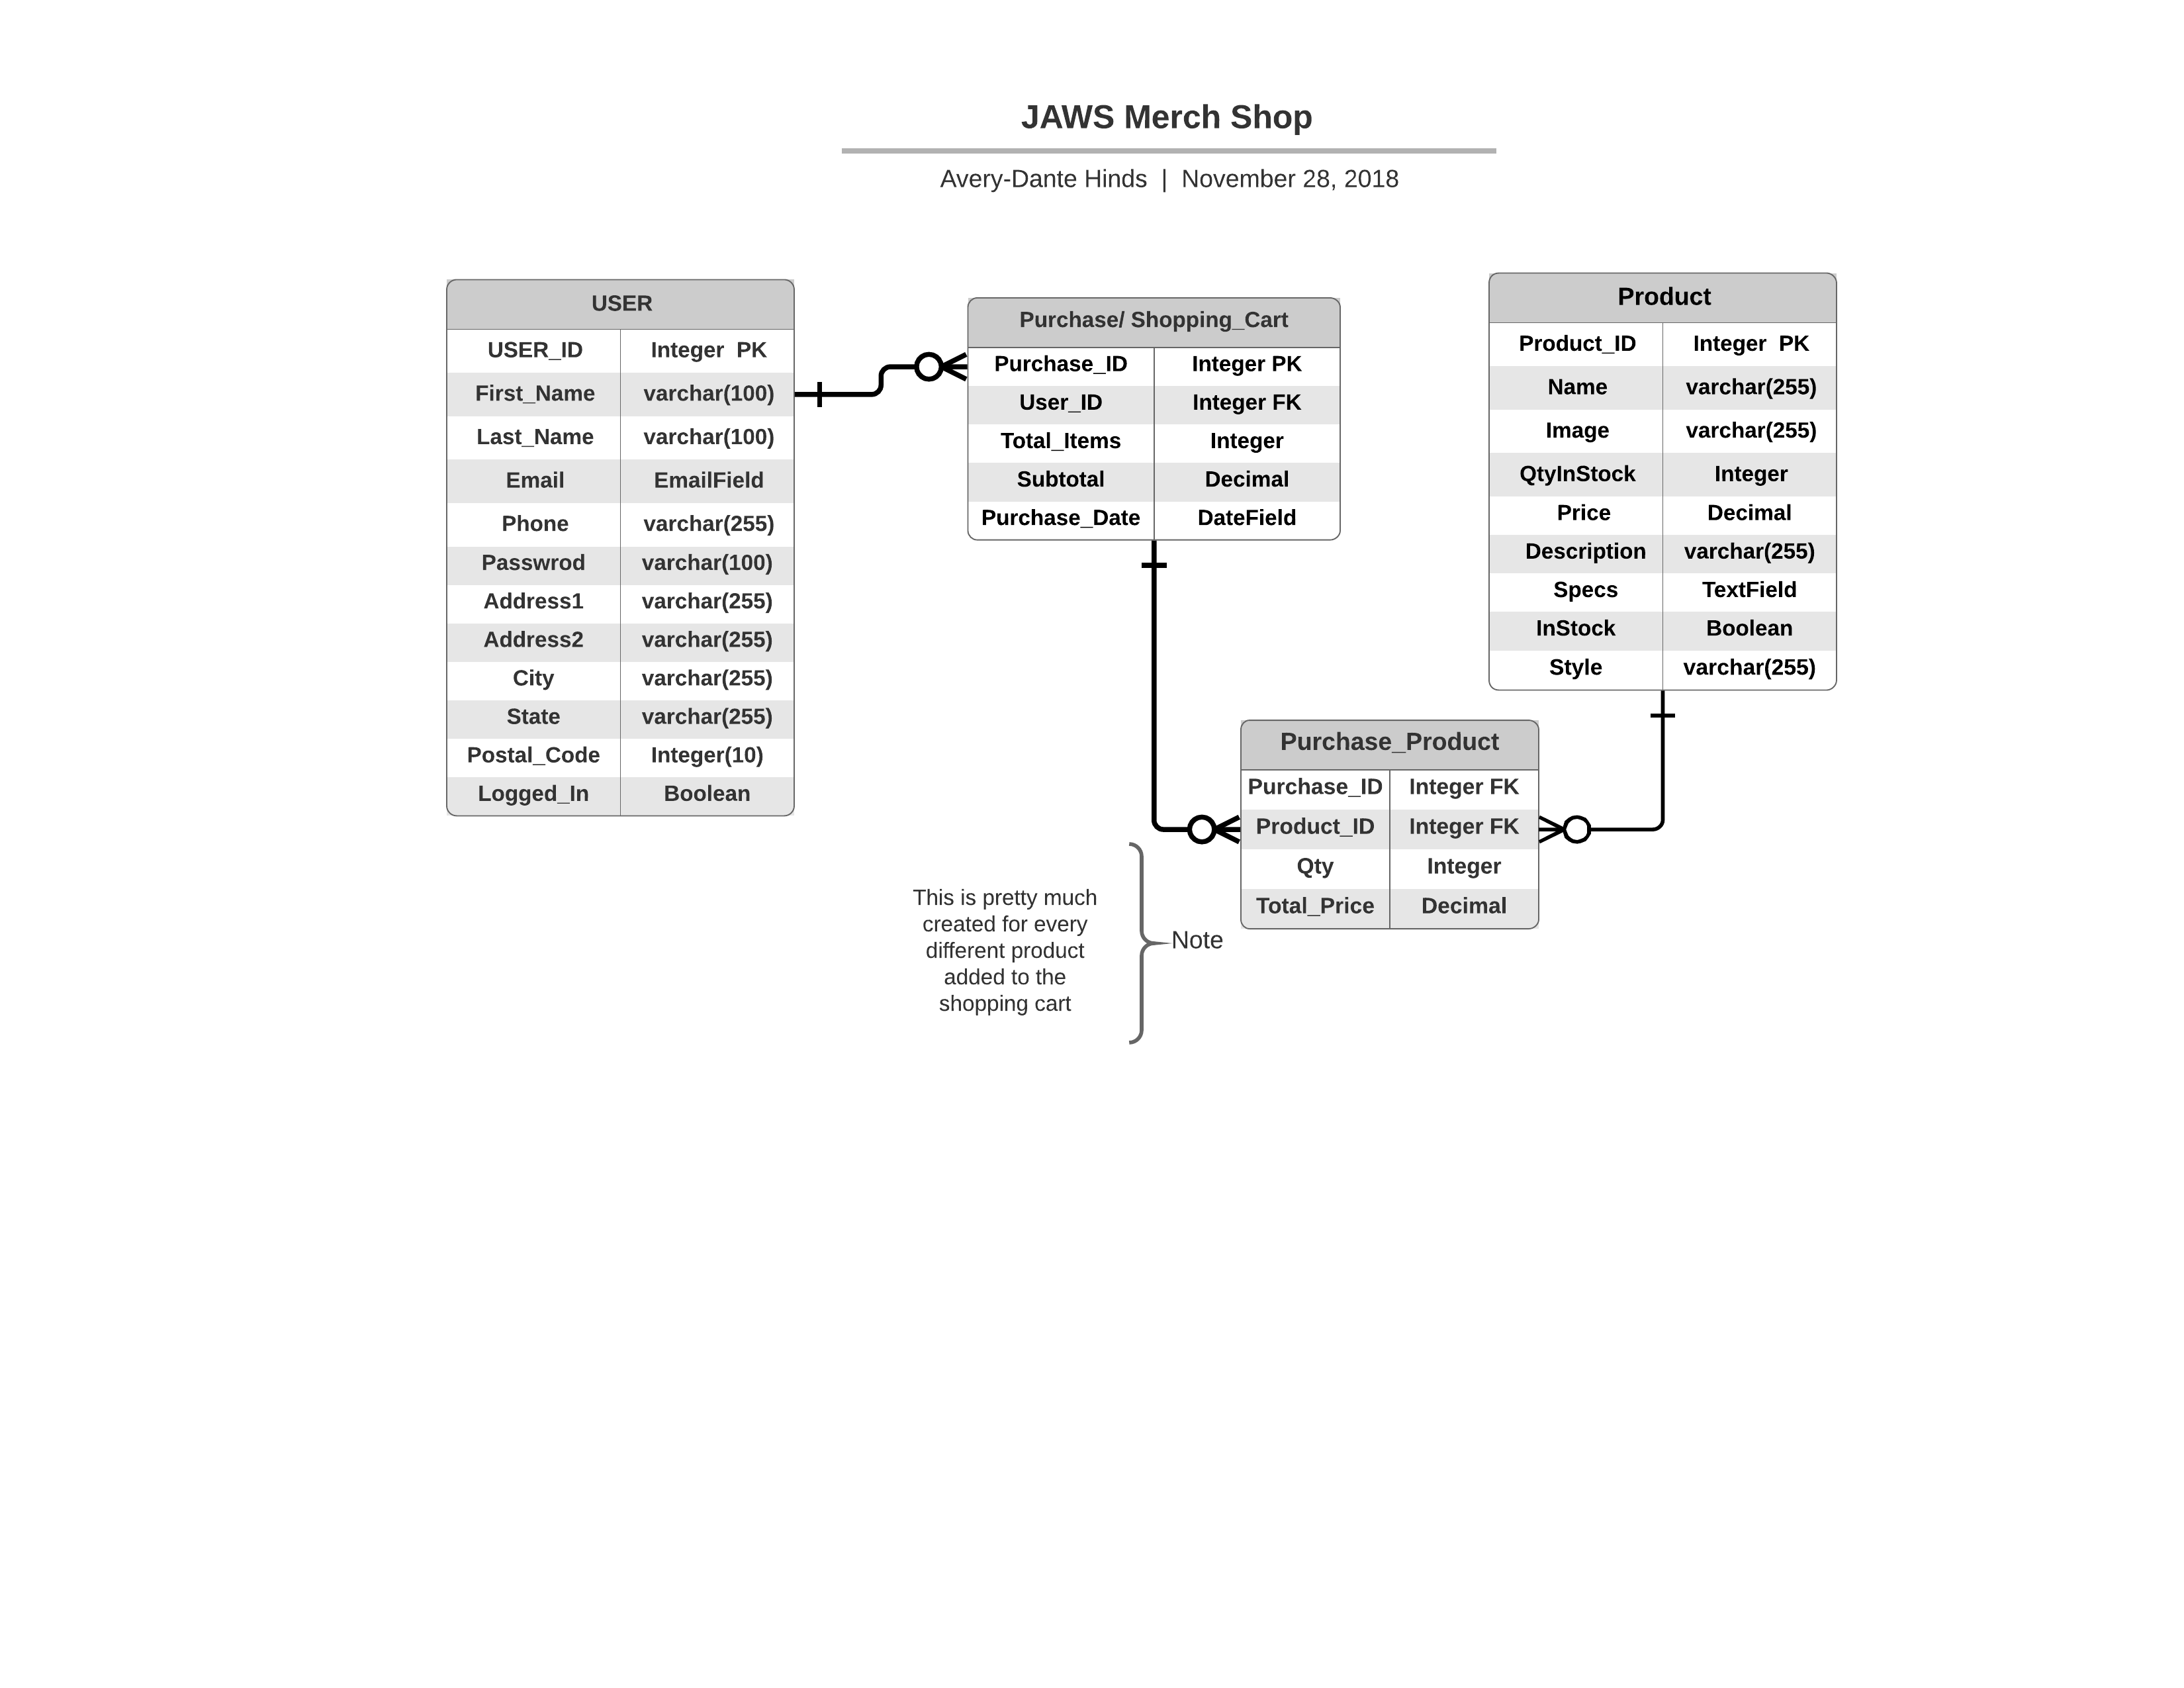 JAWS Merch Shop
Avery-Dante Hinds | November 28, 2018
USER
USER_ID Integer PK
First_Name varchar(100)
Last_Name varchar(100)
Email EmailField
Phone varchar(255)
Passwrod varchar(100)
Address1 varchar(255)
Address2 varchar(255)
City varchar(255)
State varchar(255)
Postal_Code Integer(10)
Logged_In Boolean
Purchase/ Shopping_Cart
Purchase_ID Integer PK
User_ID Integer FK
Total_Items Integer
Subtotal Decimal
Purchase_Date DateField
Product
Product_ID Integer PK
Name varchar(255)
Image varchar(255)
QtyInStock Integer
Price Decimal
Description varchar(255)
Specs TextField
InStock Boolean
Style varchar(255)
Purchase_Product
Purchase_ID Integer FK
Product_ID Integer FK
Qty Integer
Total_Price Decimal
This is pretty much
created for every
different product
added to the
shopping cart
Note